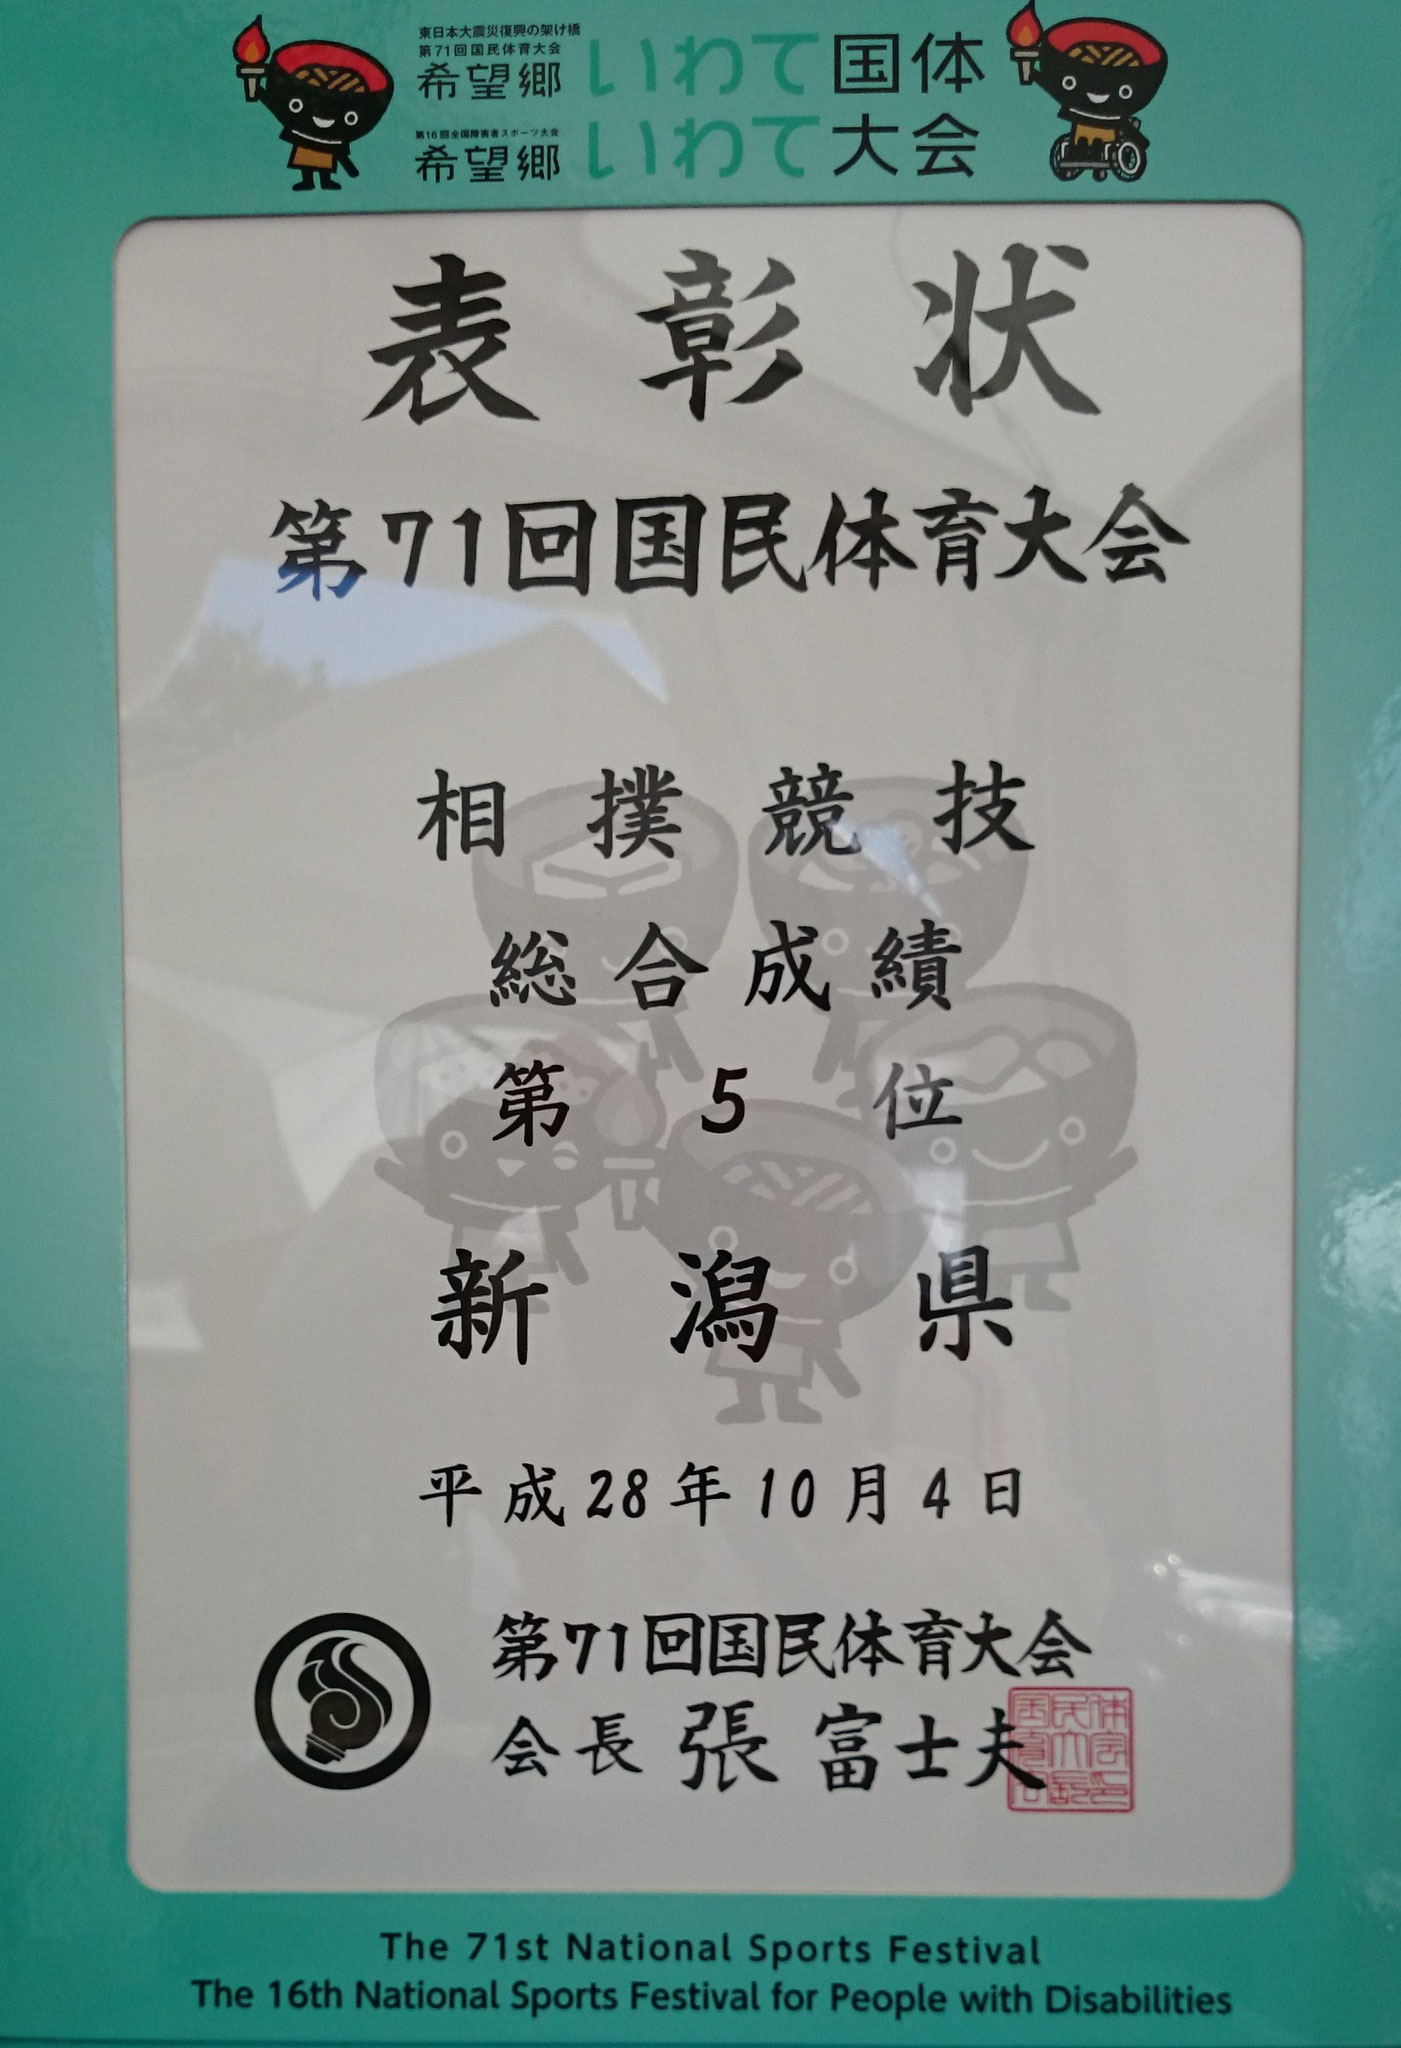 東日本大震災復興の架け橋
第71回国民体育大会
希望郷 いわて国体
第16回全国障害者スポーツ大会
希望郷 いわて大会
表彰状
第71回国民体育大会
相撲競技
総合成績
第5位
新潟県
平成28年10月4日
第71回国民体育大会
会長 張 富士夫
The 71st National Sports Festival
The 16th National Sports Festival for People with Disabilities